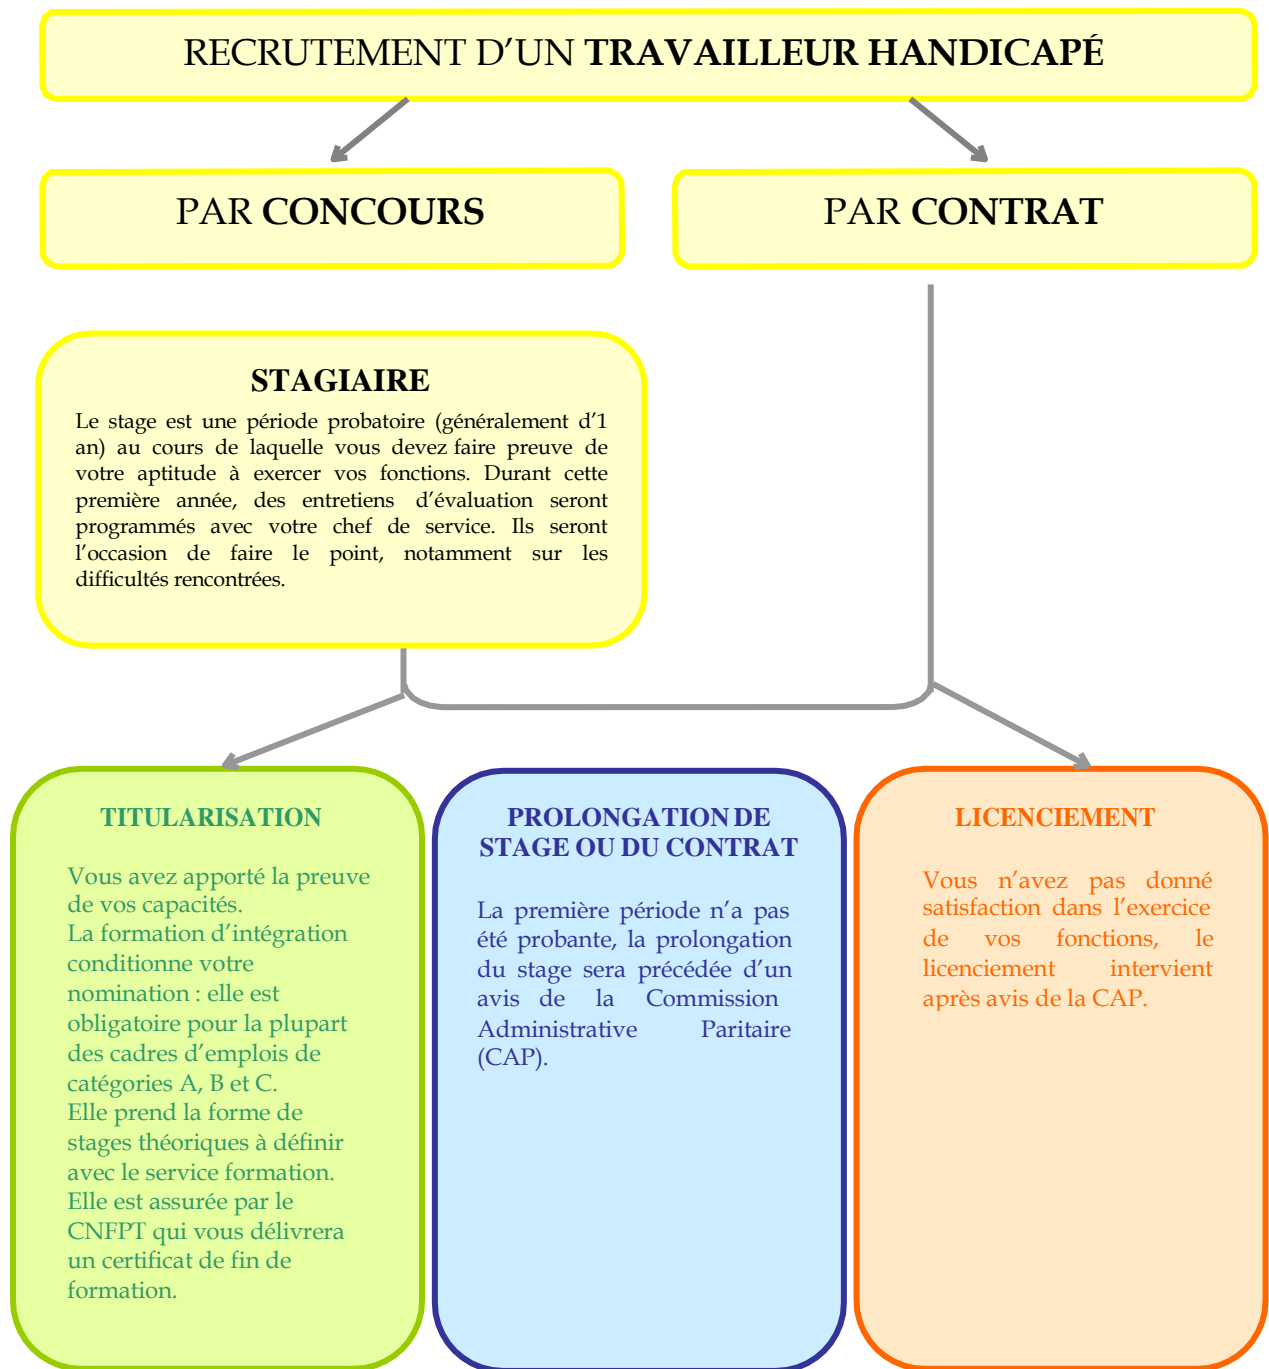 RECRUTEMENT D’UN TRAVAILLEUR HANDICAPÉ
PAR CONCOURS
PAR CONTRAT
STAGIAIRE
Le stage est une période probatoire (généralement d’1
an) au cours de laquelle vous devez faire preuve de
votre aptitude à exercer vos fonctions. Durant cette
première année, des entretiens d’évaluation seront
programmés avec votre chef de service. Ils seront
l’occasion de faire le point, notamment sur les
difficultés rencontrées.
TITULARISATION
Vous avez apporté la preuve
de vos capacités.
La formation d’intégration
conditionne votre
nomination : elle est
obligatoire pour la plupart
des cadres d’emplois de
catégories A, B et C.
Elle prend la forme de
stages théoriques à définir
avec le service formation.
Elle est assurée par le
CNFPT qui vous délivrera
un certificat de fin de
formation.
PROLONGATION DE
STAGE OU DU CONTRAT
La première période n’a pas
été probante, la prolongation
du stage sera précédée d’un
avis de la Commission
Administrative Paritaire
(CAP).
LICENCIEMENT
Vous n’avez pas donné
satisfaction dans l’exercice
de vos fonctions, le
licenciement intervient
après avis de la CAP.